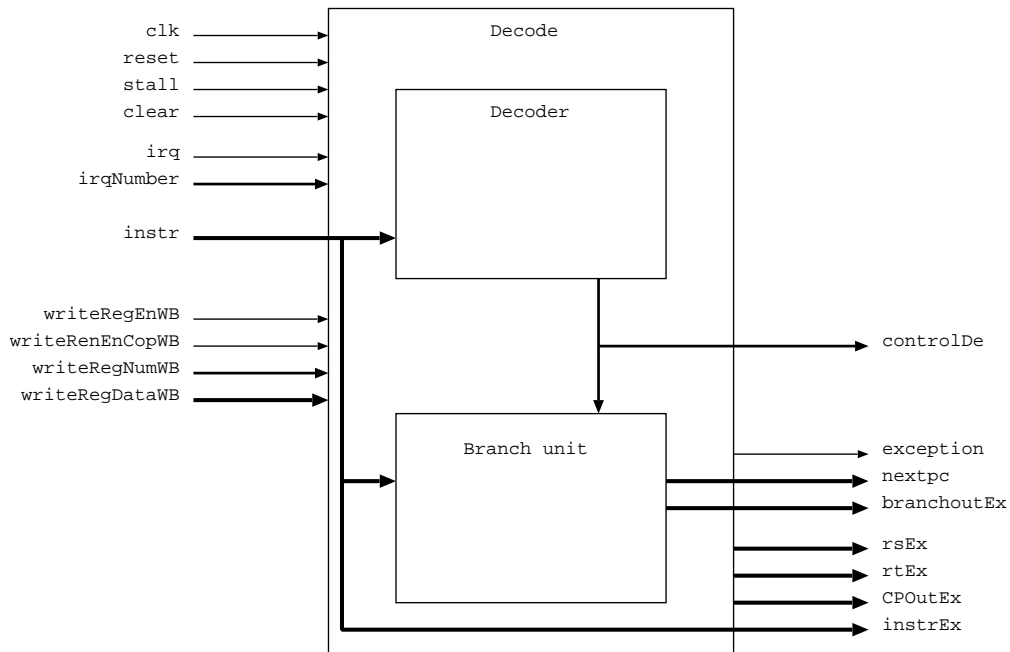 clk
Decode
reset
stall
clear
Decoder
irq
irqNumber
instr
writeRegEnWB
writeRenEnCopWB
controlDe
writeRegNumWB
writeRegDataWB
Branch unit
exception
nextpc
branchoutEx
rsEx
rtEx
CPOutEx
instrEx